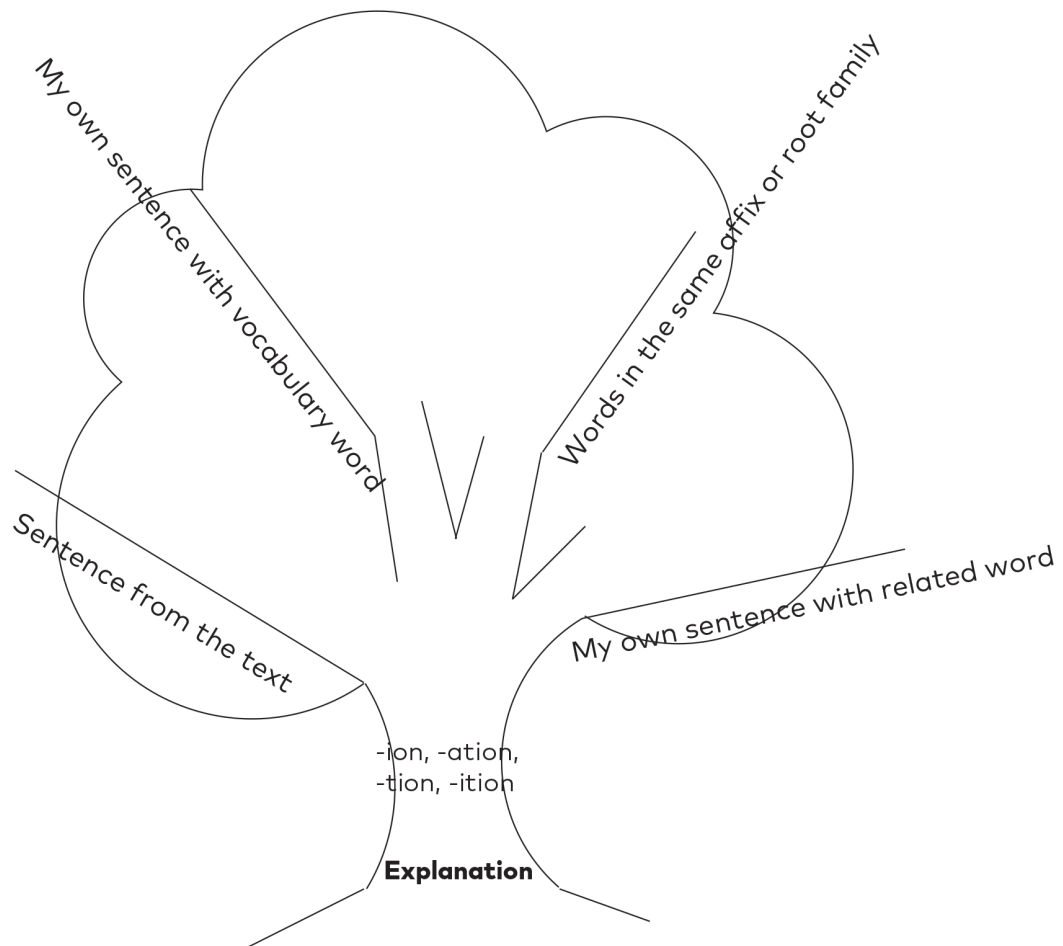 My own sentence with vocabulary word
Words in the same affix or root family
Sentence from the text
My own sentence with related word
-ion, -ation,
-tion, -ition
Explanation